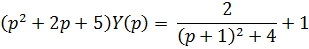 (p² + 2p + 5)Y(p) = 2/((p + 1)² + 4) + 1